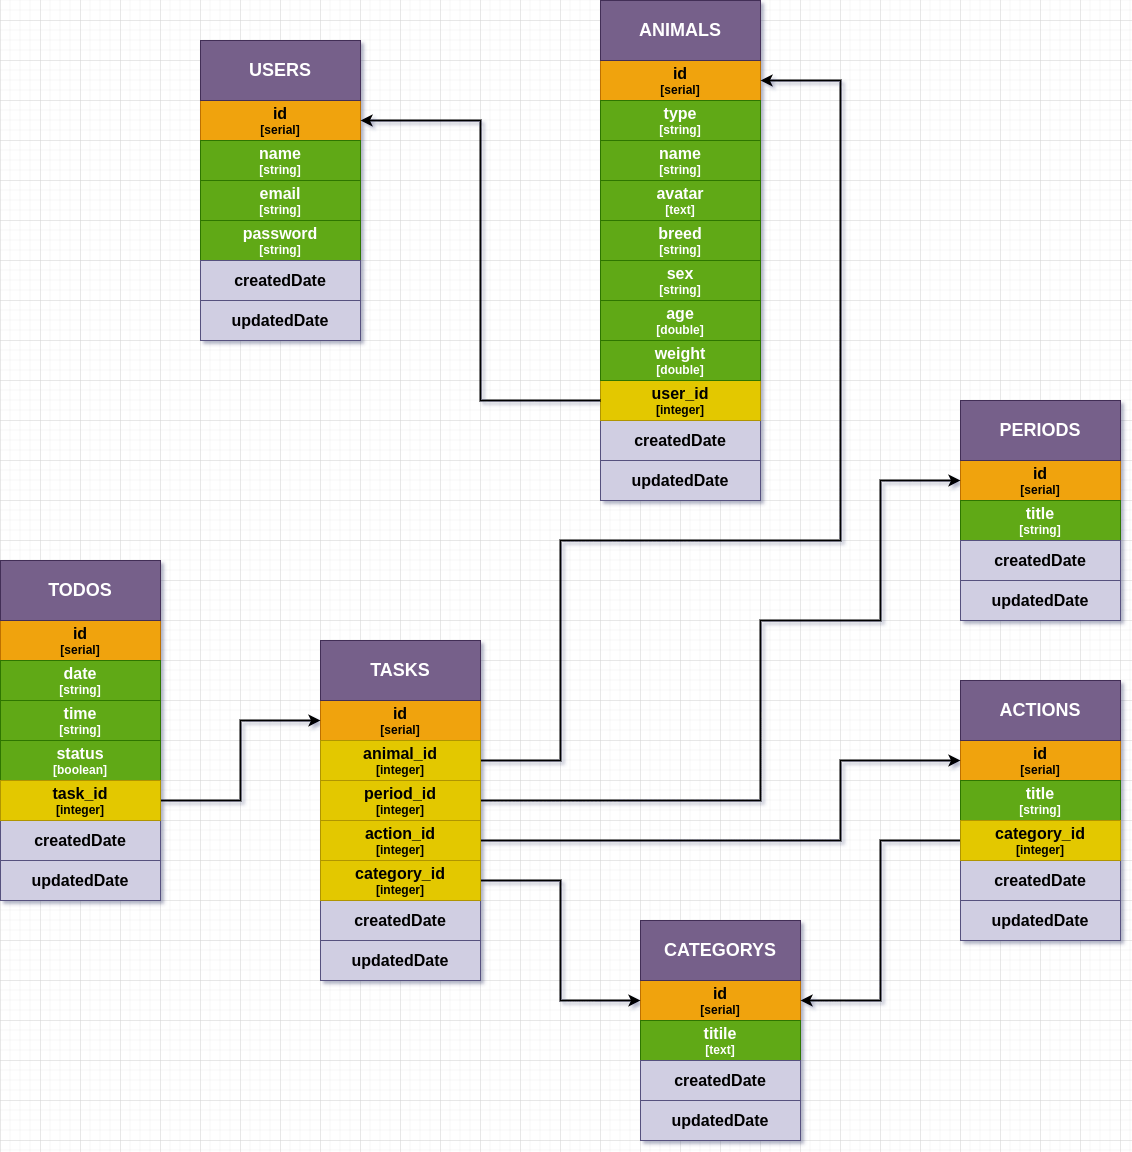 USERS
id
[serial]
name
[string]
email
[string]
password
[string]
createdDate
updatedDate
ANIMALS
id
[serial]
type
[string]
name
[string]
avatar
[text]
breed
[string]
sex
[string]
age
[double]
weight
[double]
user_id
[integer]
createdDate
updatedDate
PERIODS
id
[serial]
title
[string]
createdDate
updatedDate
TODOS
id
[serial]
date
[string]
time
[string]
status
[boolean]
task_id
[integer]
createdDate
updatedDate
TASKS
id
[serial]
animal_id
[integer]
period_id
[integer]
action_id
[integer]
category_id
[integer]
createdDate
updatedDate
ACTIONS
id
[serial]
title
[string]
category_id
[integer]
createdDate
updatedDate
CATEGORYS
id
[serial]
titile
[text]
createdDate
updatedDate